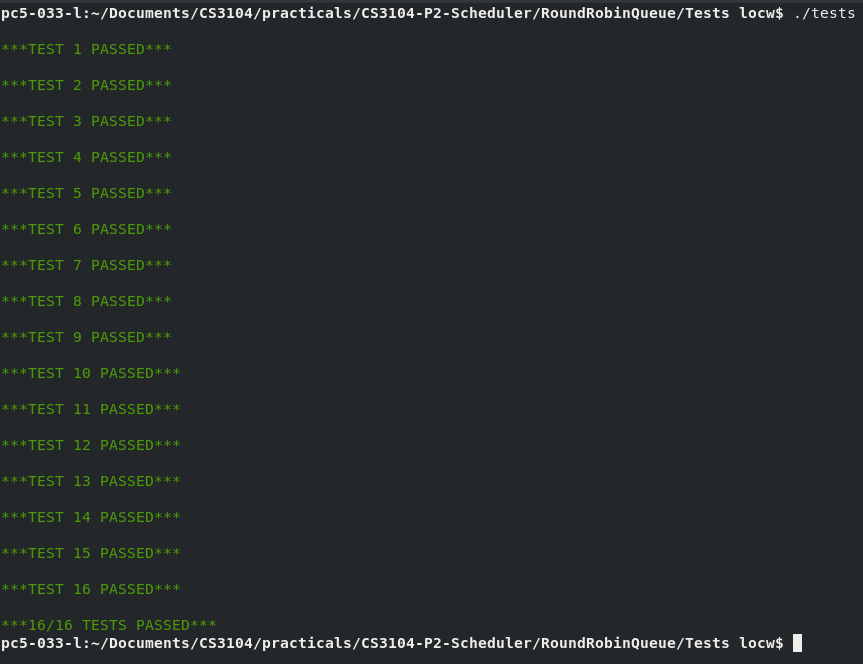 pc5-033-l:~/Documents/CS3104/practicals/CS3104-P2-Scheduler/RoundRobinQueue/Tests locw$ ./tests
***TEST 1 PASSED***
***TEST 2 PASSED***
***TEST 3 PASSED***
***TEST 4 PASSED***
***TEST 5 PASSED***
***TEST 6 PASSED***
***TEST 7 PASSED***
***TEST 8 PASSED***
***TEST 9 PASSED***
***TEST 10 PASSED***
***TEST 11 PASSED***
***TEST 12 PASSED***
***TEST 13 PASSED***
***TEST 14 PASSED***
***TEST 15 PASSED***
***TEST 16 PASSED***
***16/16 TESTS PASSED***
pc5-033-l:~/Documents/CS3104/practicals/CS3104-P2-Scheduler/RoundRobinQueue/Tests locw$